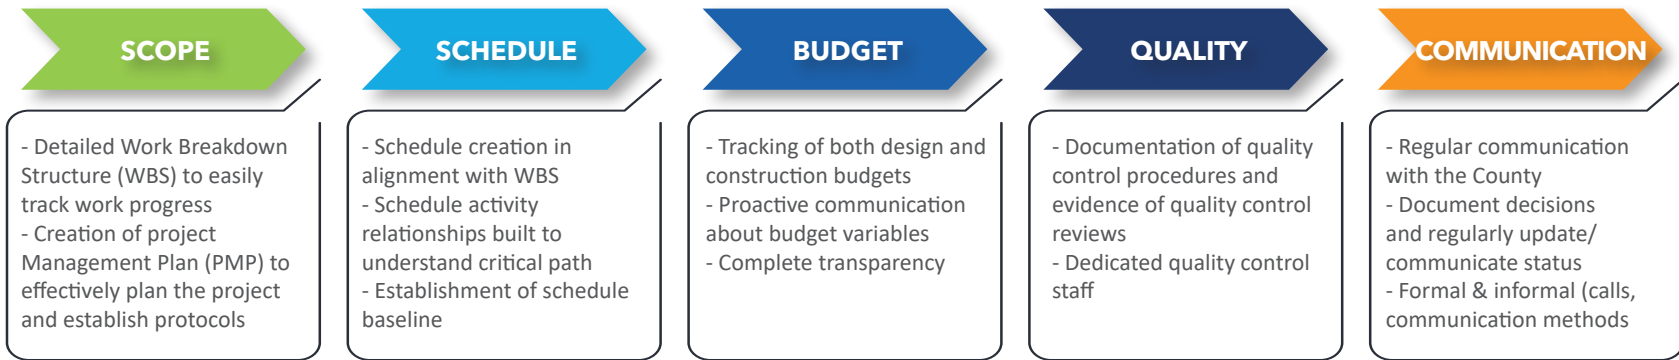 SCOPE
- Detailed Work Breakdown
Structure (WBS) to easily
track work progress
- Creation of project
Management Plan (PMP) to
effectively plan the project
and establish protocols
SCHEDULE
- Schedule creation in
alignment with WBS
- Schedule activity
relationships built to
understand critical path
- Establishment of schedule
baseline
BUDGET
- Tracking of both design and
construction budgets
- Proactive communication
about budget variables
- Complete transparency
QUALITY
- Documentation of quality
control procedures and
evidence of quality control
reviews
- Dedicated quality control
staff
COMMUNICATION
- Regular communication
with the County
- Document decisions
and regularly update/
communicate status
- Formal & informal (calls,
communication methods